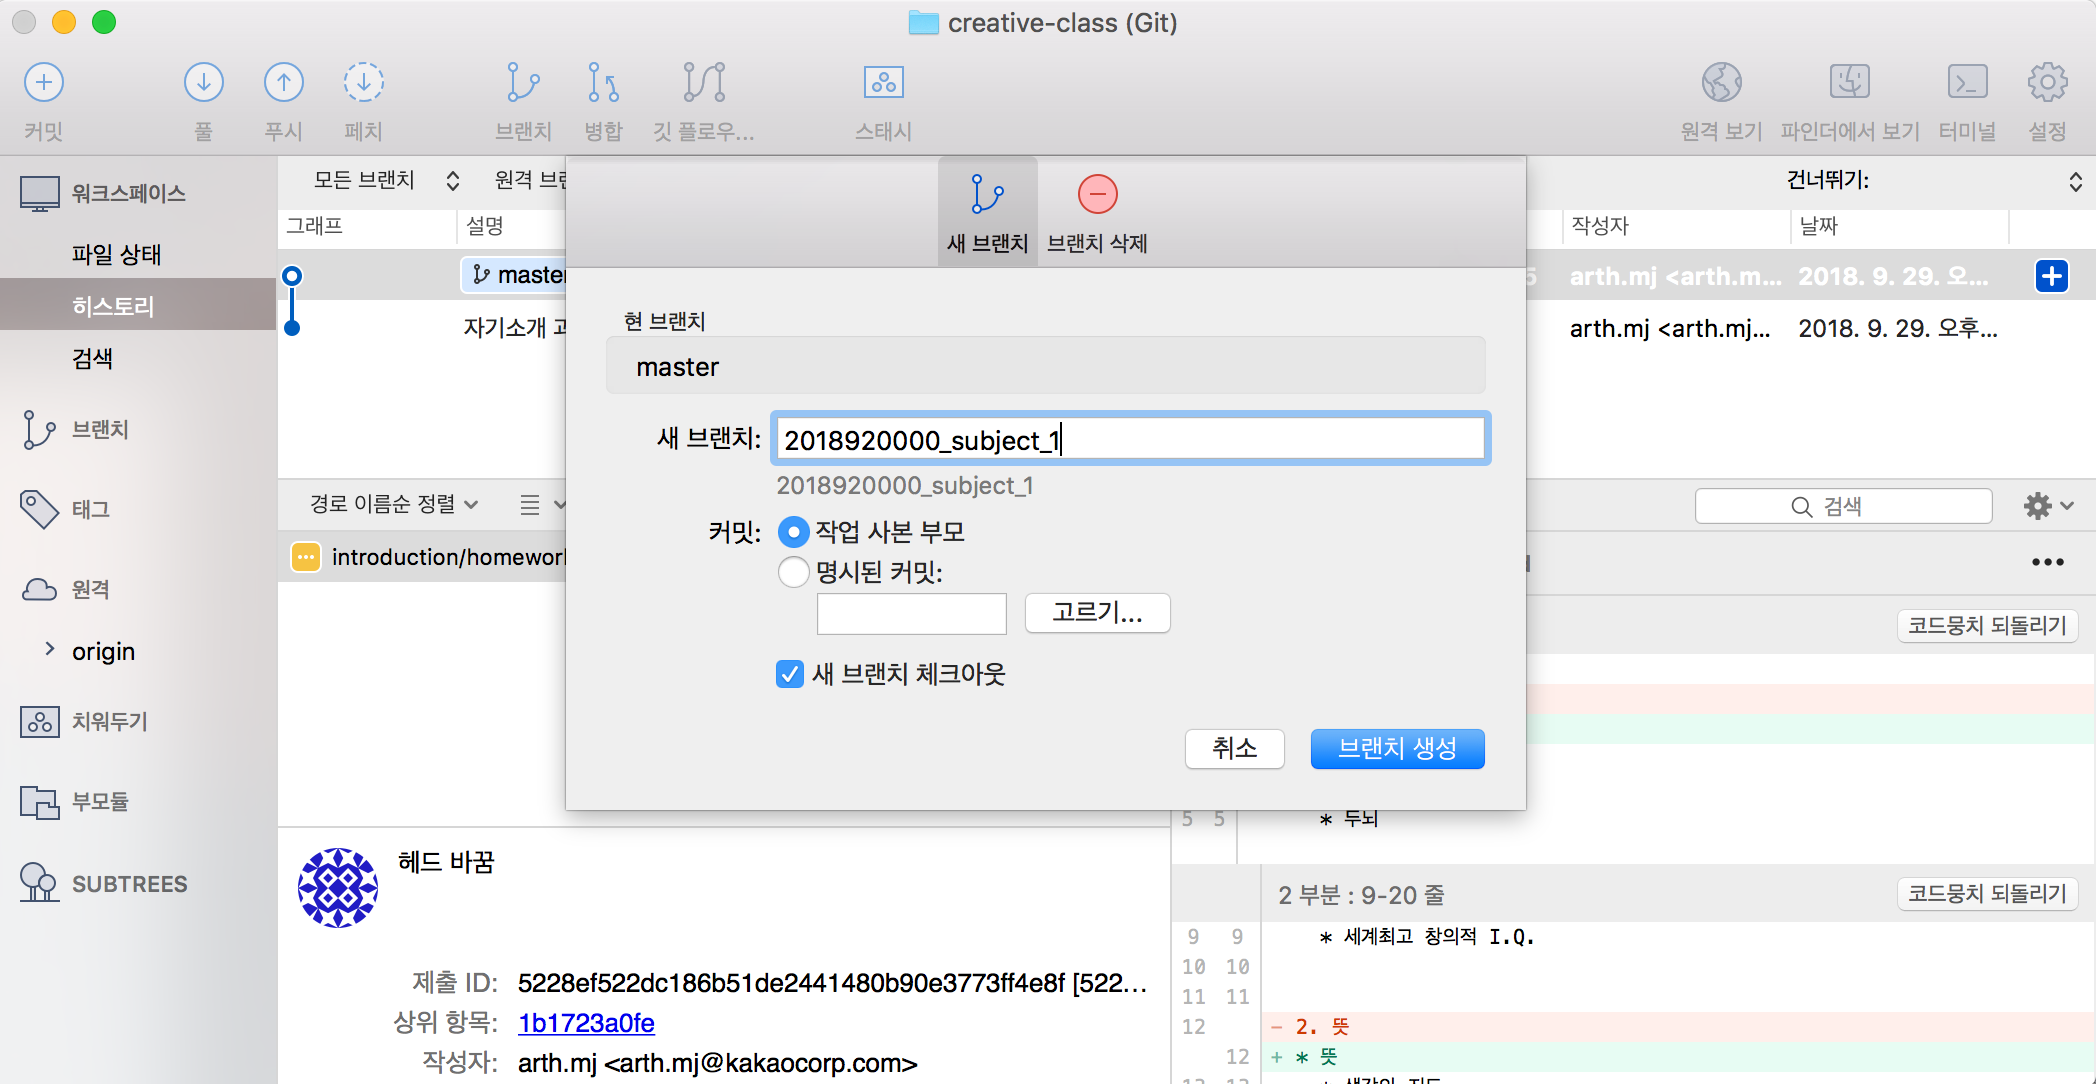 creative-class (Git)
커밋
풀
푸시
페치
브랜치
병합
깃 플로우...
스태시
원격 보기
파인더에서 보기
터미널
설정
워크스페이스
파일 상태
히스토리
검색
브랜치
태그
원격
origin
치워두기
부모듈
SUBTREES
모든 브랜치
원격
건너뛰기:
그래프
설명
작성자
날짜
master
5
arth.mj <arth.m...
2018. 9. 29. 오...
자기소개
arth.mj <arth.mj...
2018. 9. 29. 오후...
새 브랜치
브랜치 삭제
현 브랜치
master
새 브랜치:
2018920000_subject_1
2018920000_subject_1
커밋:
작업 사본 부모
명시된 커밋:
고르기...
새 브랜치 체크아웃
취소
브랜치 생성
경로 이름순 정렬
검색
introduction/homework
코드뭉치 되돌리기
5 5 * 두뇌
2 부분 : 9-20 줄
코드뭉치 되돌리기
9 9 * 세계최고 창의적 I.Q.
10 10
11 11
12 - 2. 뜻
12 + * 뜻
헤드 바꿈
제출 ID: 5228ef522dc186b51de2441480b90e3773ff4e8f [522...
상위 항목: 1b1723a0fe
작성자: arth.mj <arth.mj@kakaocorp.com>